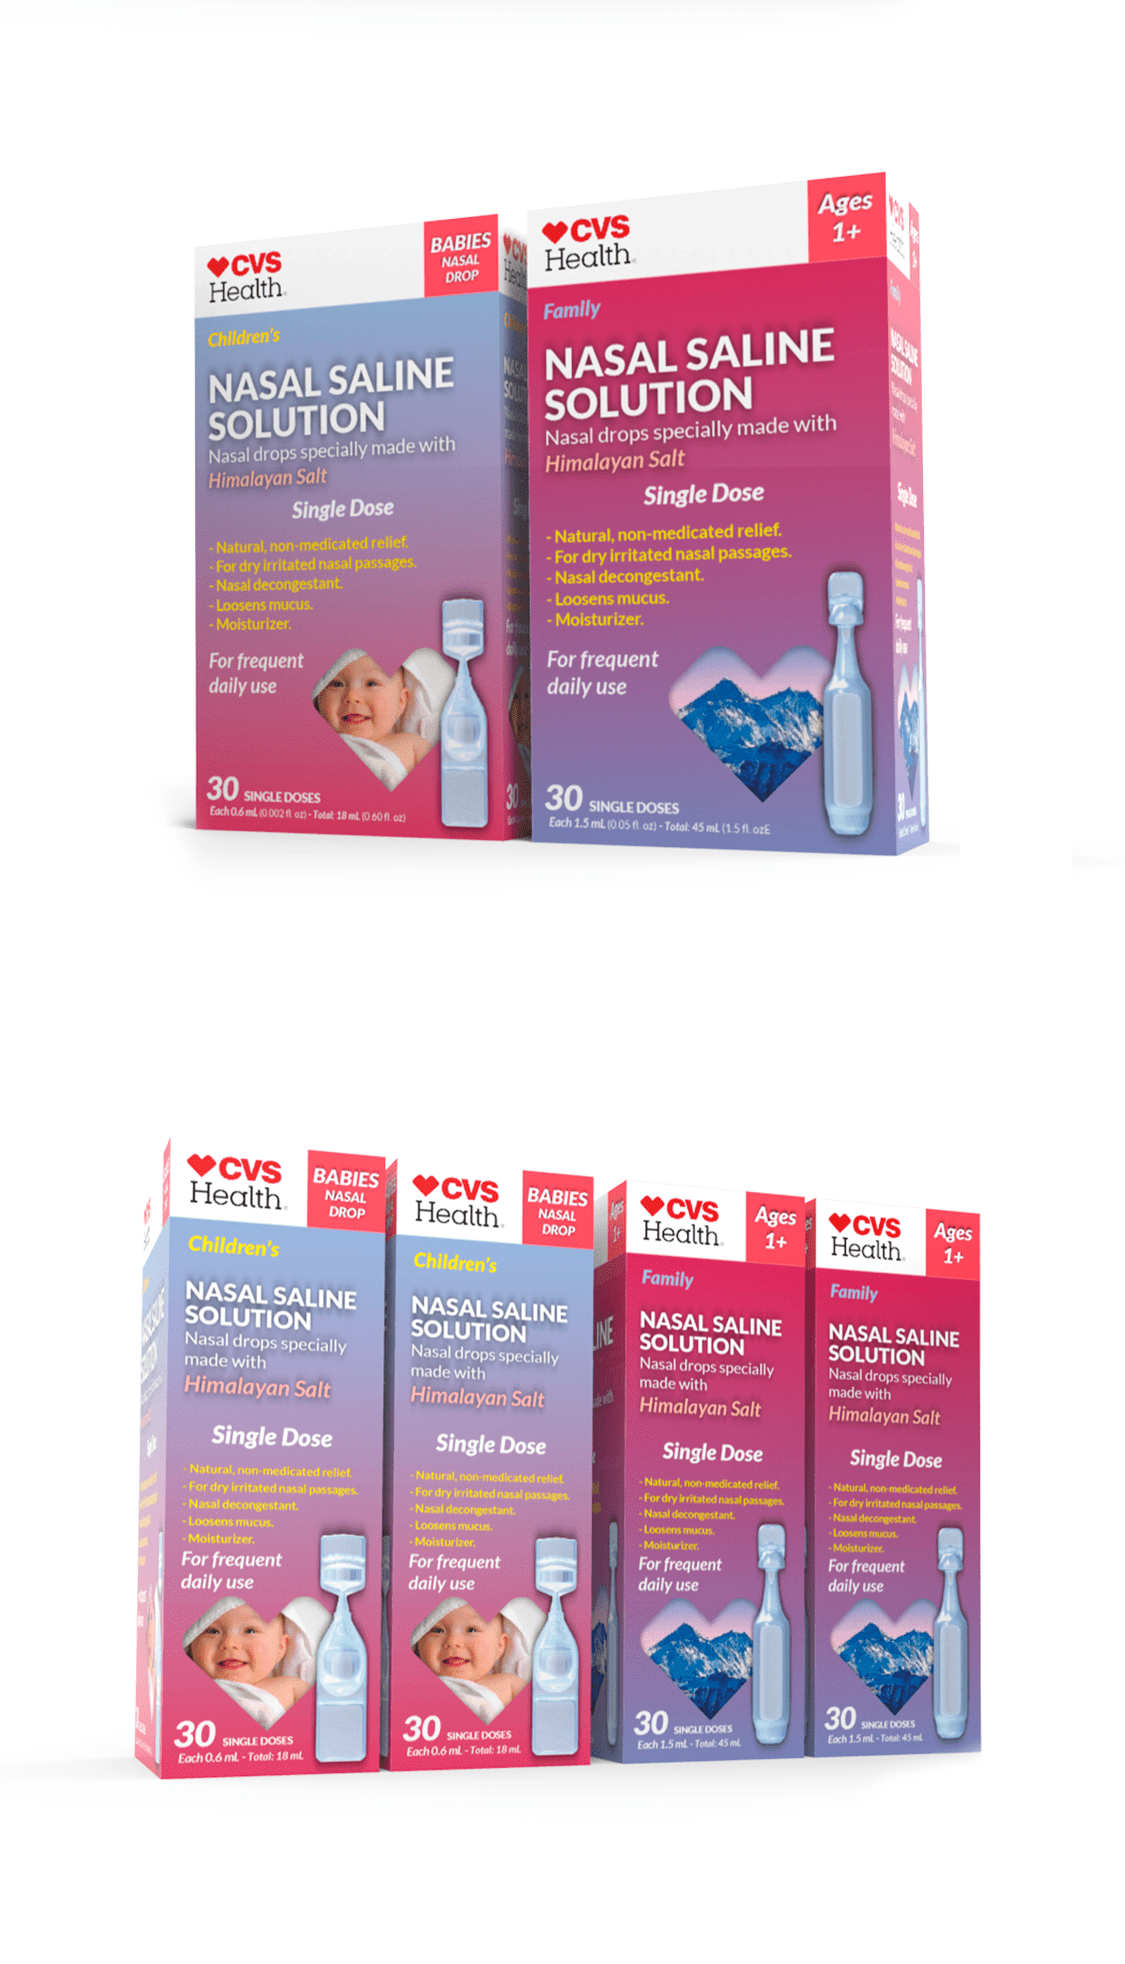 CVS
Health
BABIES
NASAL
DROP
Children's
NASAL SALINE
SOLUTION
Nasal drops specially made with
Himalayan Salt
Single Dose
- Natural, non-medicated relief.
- For dry irritated nasal passages.
- Nasal decongestant.
- Loosens mucus.
- Moisturizer.
For frequent
daily use
30 SINGLE DOSES
Each 0.6 mL (0.002 fl. oz) - Total: 18 mL (0.60 fl. oz)
CVS
Health
Ages
1+
Family
NASAL SALINE
SOLUTION
Nasal drops specially made with
Himalayan Salt
Single Dose
- Natural, non-medicated relief.
- For dry irritated nasal passages.
- Nasal decongestant.
- Loosens mucus.
- Moisturizer.
For frequent
daily use
30 SINGLE DOSES
Each 1.5 mL (0.05 fl. oz) - Total: 45 mL (1.5 fl. ozE
Family
NASAL SALINE
SOLUTION
Himalayan Salt
Single Dose
For frequent
daily use
30
CVS
Health
BABIES
NASAL
DROP
Children's
NASAL SALINE
SOLUTION
Nasal drops specially
made with
Himalayan Salt
Single Dose
- Natural, non-medicated relief.
- For dry irritated nasal passages.
- Nasal decongestant.
- Loosens mucus.
- Moisturizer.
For frequent
daily use
30 SINGLE DOSES
Each 0.6 mL - Total: 18 mL
CVS
Health
BABIES
NASAL
DROP
Children's
NASAL SALINE
SOLUTION
Nasal drops specially
made with
Himalayan Salt
Single Dose
- Natural, non-medicated relief.
- For dry irritated nasal passages.
- Nasal decongestant.
- Loosens mucus.
- Moisturizer.
For frequent
daily use
30 SINGLE DOSES
Each 0.6 mL - Total: 18 mL
CVS
Health
Ages
1+
Family
NASAL SALINE
SOLUTION
Nasal drops specially
made with
Himalayan Salt
Single Dose
- Natural, non-medicated relief.
- For dry irritated nasal passages.
- Nasal decongestant.
- Loosens mucus.
- Moisturizer.
For frequent
daily use
30 SINGLE DOSES
Each 1.5 mL - Total: 45 mL
CVS
Health
Ages
1+
Family
NASAL SALINE
SOLUTION
Nasal drops specially
made with
Himalayan Salt
Single Dose
- Natural, non-medicated relief.
- For dry irritated nasal passages.
- Nasal decongestant.
- Loosens mucus.
- Moisturizer.
For frequent
daily use
30 SINGLE DOSES
Each 1.5 mL - Total: 45 mL